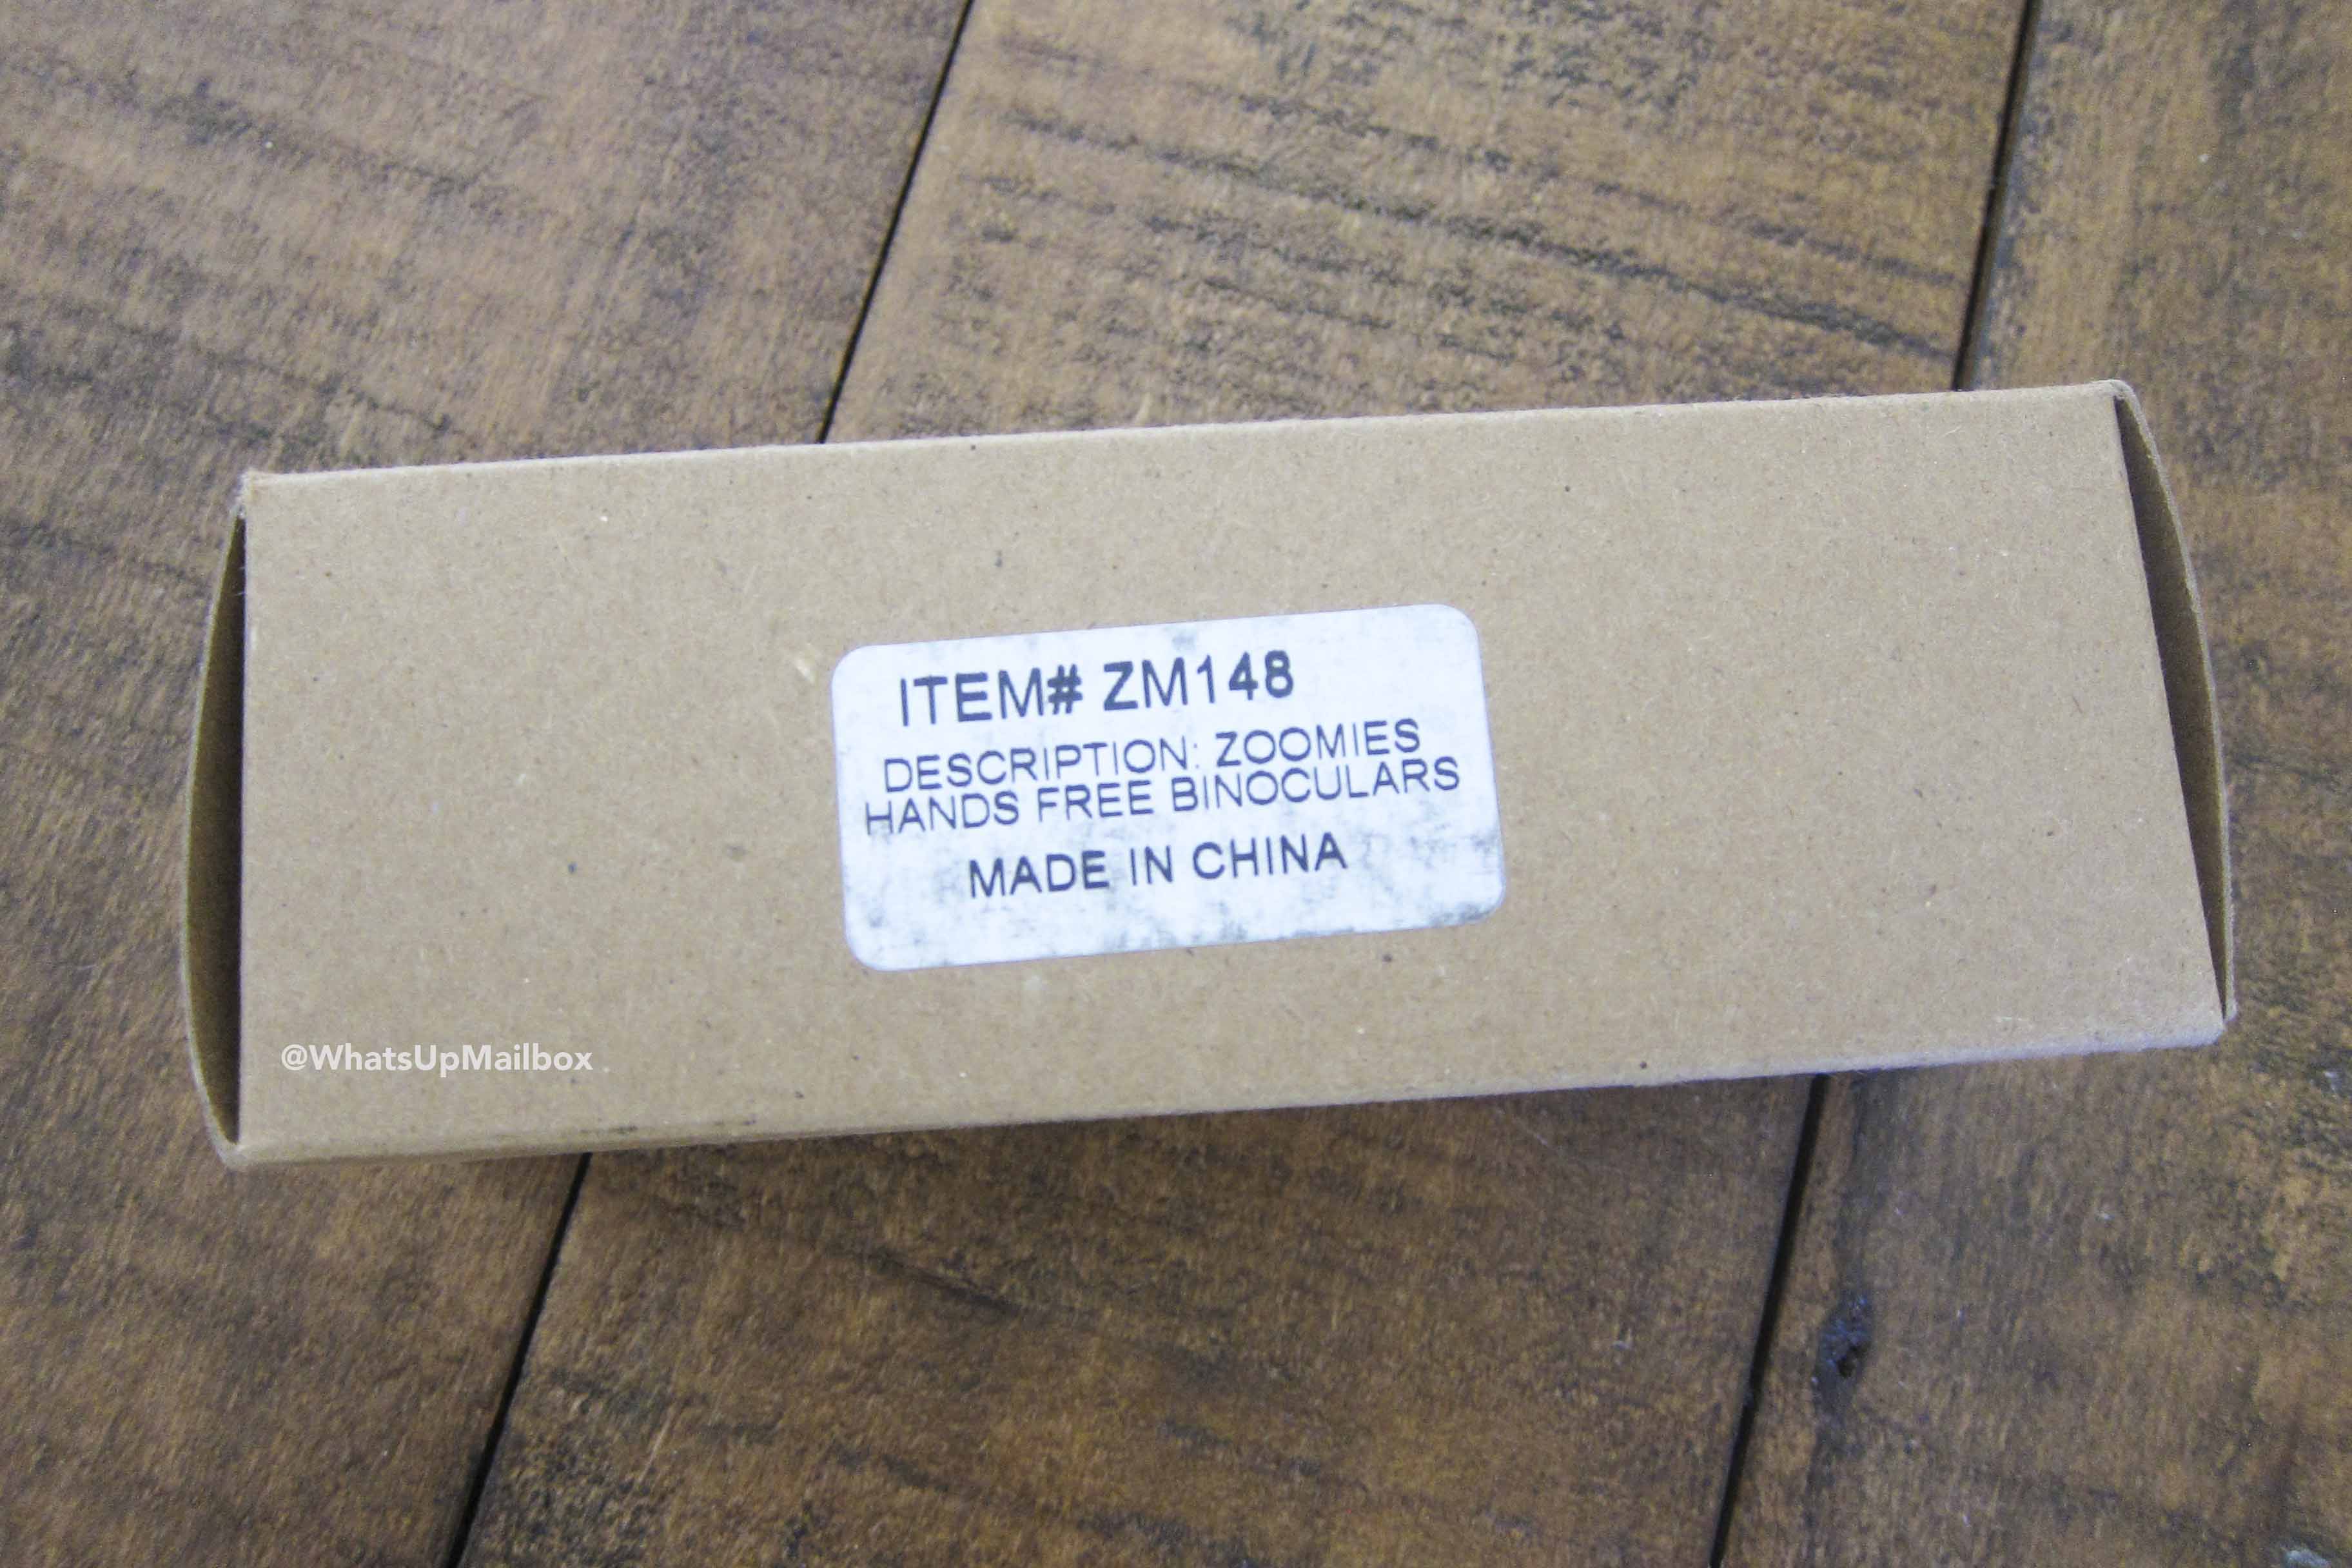 ITEM# ZM148
DESCRIPTION: ZOOMIES
HANDS FREE BINOCULARS
MADE IN CHINA
@WhatsUpMailbox